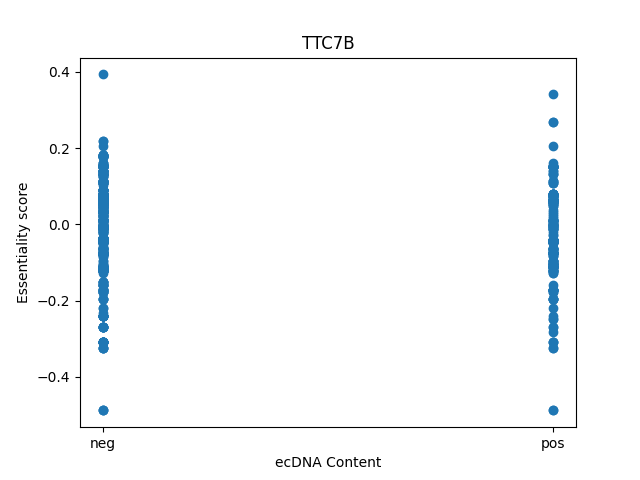 TTC7B
Essentiality score
0.4
0.2
0.0
−0.2
−0.4
neg
pos
ecDNA Content